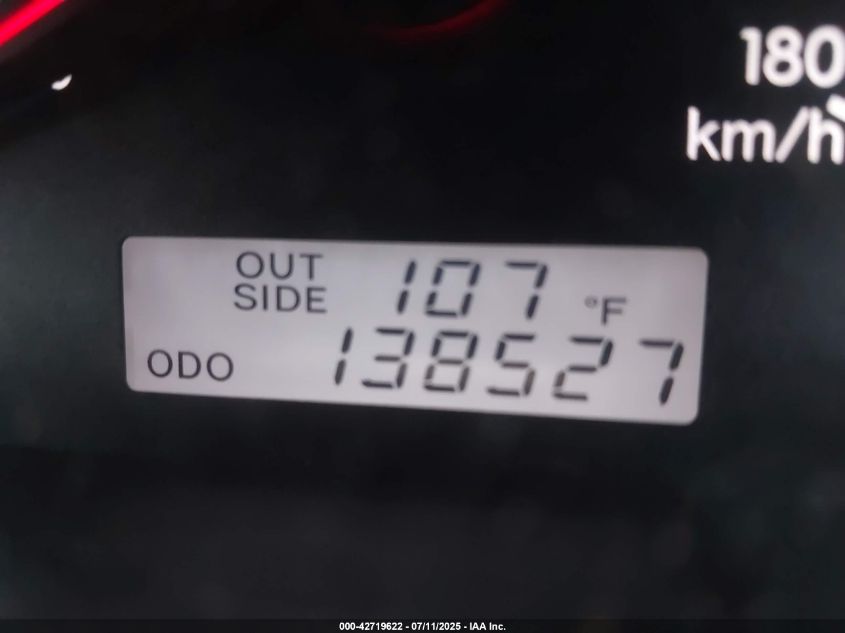 180
km/h
OUT SIDE 107 °F
ODO 138527
000-42719622 - 07/11/2025 - IAA Inc.